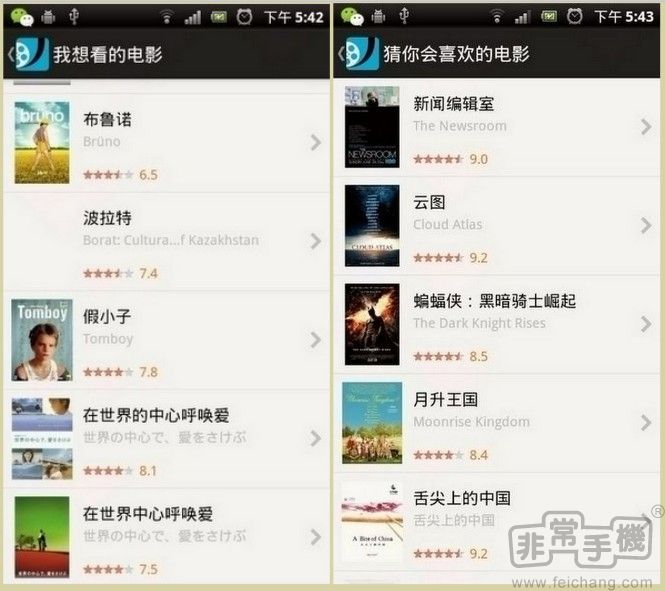 下午 5:42
我想看的电影
brüno
布鲁诺
Brüno
6.5
波拉特
Borat: Cultura...f Kazakhstan
7.4
Tomboy
假小子
Tomboy
7.8
在世界的中心呼唤爱
世界の中心で、愛をさけぶ
8.1
在世界中心呼唤爱
世界の中心で、愛をさけぶ
7.5
下午 5:43
猜你会喜欢的电影
THE NEWSROOM
新闻编辑室
The Newsroom
9.0
CLOUD ATLAS
云图
Cloud Atlas
9.2
蝙蝠侠：黑暗骑士崛起
The Dark Knight Rises
8.5
Moonrise Kingdom
月升王国
Moonrise Kingdom
8.4
A Bite of China
舌尖上的中国
舌尖上的中国
9.2
非常手機®
www.feichang.com